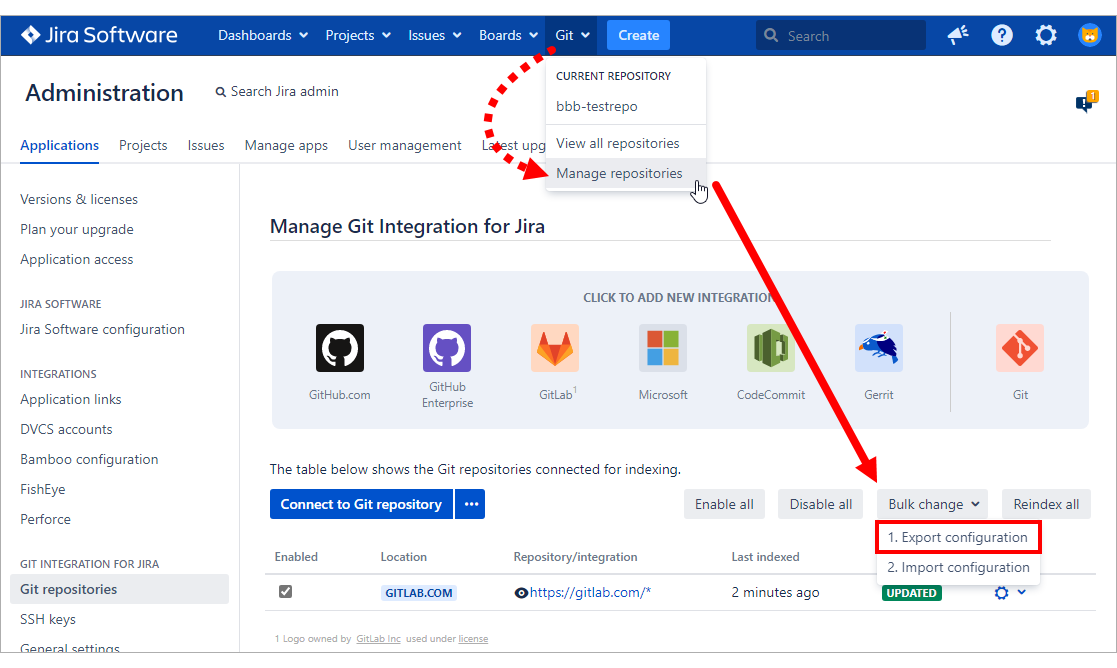 Jira Software Dashboards Projects Issues Boards Git Create Search
CURRENT REPOSITORY
bbb-testrepo
View all repositories
Manage repositories
Administration Search Jira admin 1
Applications Projects Issues Manage apps User management Latest upg
Versions & licenses
Plan your upgrade
Application access
JIRA SOFTWARE
Jira Software configuration
INTEGRATIONS
Application links
DVCS accounts
Bamboo configuration
FishEye
Perforce
GIT INTEGRATION FOR JIRA
Git repositories
SSH keys
General settings
Manage Git Integration for Jira
CLICK TO ADD NEW INTEGRATION
GitHub.com
GitHub
Enterprise
GitLab1
Microsoft
CodeCommit
Gerrit
Git
The table below shows the Git repositories connected for indexing.
Connect to Git repository ··· Enable all Disable all Bulk change Reindex all
1. Export configuration
2. Import configuration
Enabled Location Repository/integration Last indexed
GITLAB.COM https://gitlab.com/* 2 minutes ago UPDATED
1 Logo owned by GitLab Inc used under license